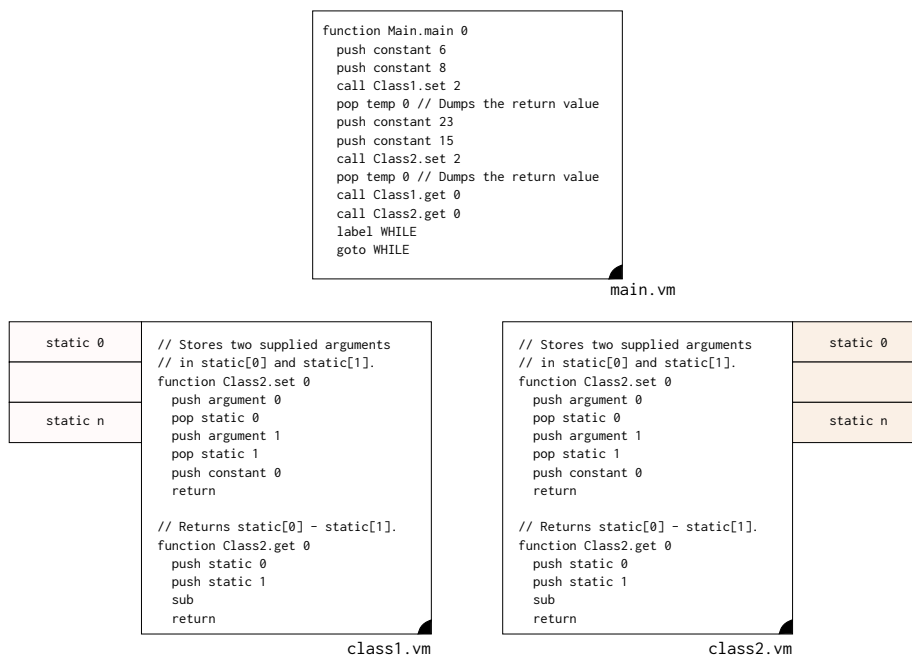 function Main.main 0
push constant 6
push constant 8
call Class1.set 2
pop temp 0 // Dumps the return value
push constant 23
push constant 15
call Class2.set 2
pop temp 0 // Dumps the return value
call Class1.get 0
call Class2.get 0
label WHILE
goto WHILE
main.vm
static 0
static n
// Stores two supplied arguments
// in static[0] and static[1].
function Class2.set 0
push argument 0
pop static 0
push argument 1
pop static 1
push constant 0
return
// Returns static[0] - static[1].
function Class2.get 0
push static 0
push static 1
sub
return
class1.vm
// Stores two supplied arguments
// in static[0] and static[1].
function Class2.set 0
push argument 0
pop static 0
push argument 1
pop static 1
push constant 0
return
// Returns static[0] - static[1].
function Class2.get 0
push static 0
push static 1
sub
return
class2.vm
static 0
static n